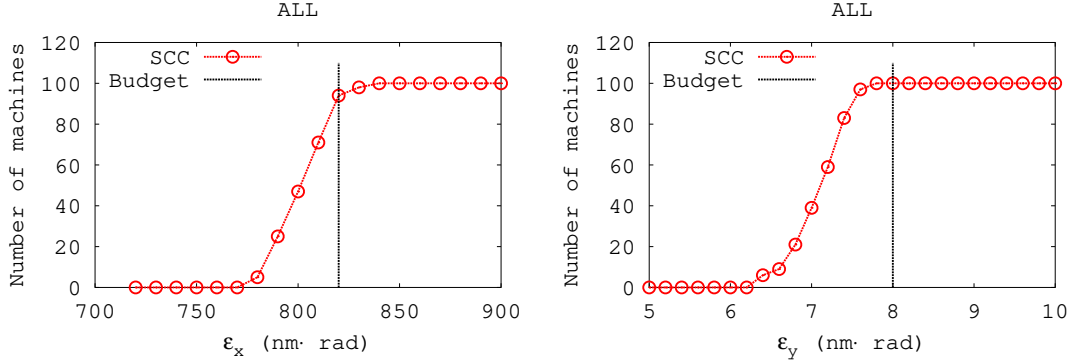 ALL
Number of machines
120
100
80
60
40
20
0
SCC
Budget
700 750 800 850 900
εx (nm· rad)
ALL
Number of machines
120
100
80
60
40
20
0
SCC
Budget
5 6 7 8 9 10
εy (nm· rad)